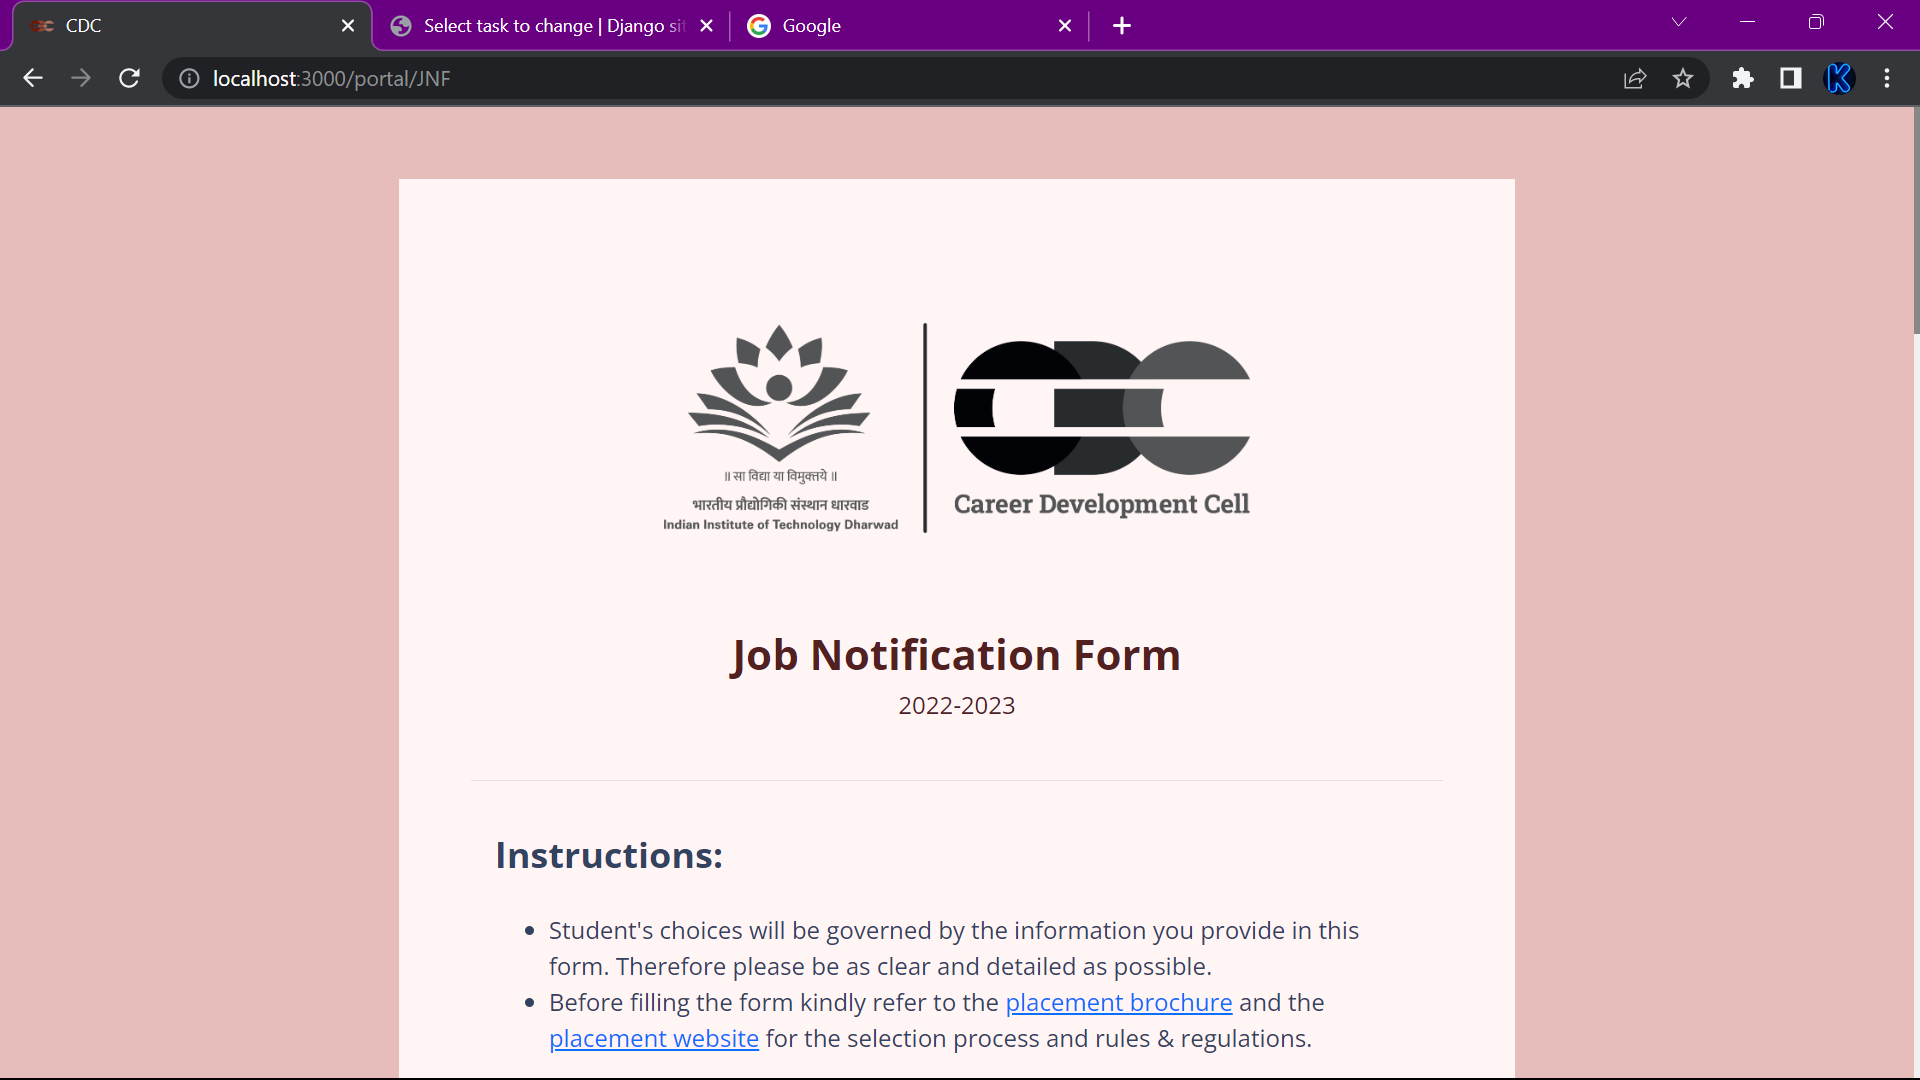 CDC
Select task to change | Django si
Google
localhost:3000/portal/JNF
॥ सा विद्या या विमुक्तये ॥
भारतीय प्रौद्योगिकी संस्थान धारवाड
Indian Institute of Technology Dharwad
CDC
Career Development Cell
Job Notification Form
2022-2023
Instructions:
Student's choices will be governed by the information you provide in this
form. Therefore please be as clear and detailed as possible.
Before filling the form kindly refer to the placement brochure and the
placement website for the selection process and rules & regulations.